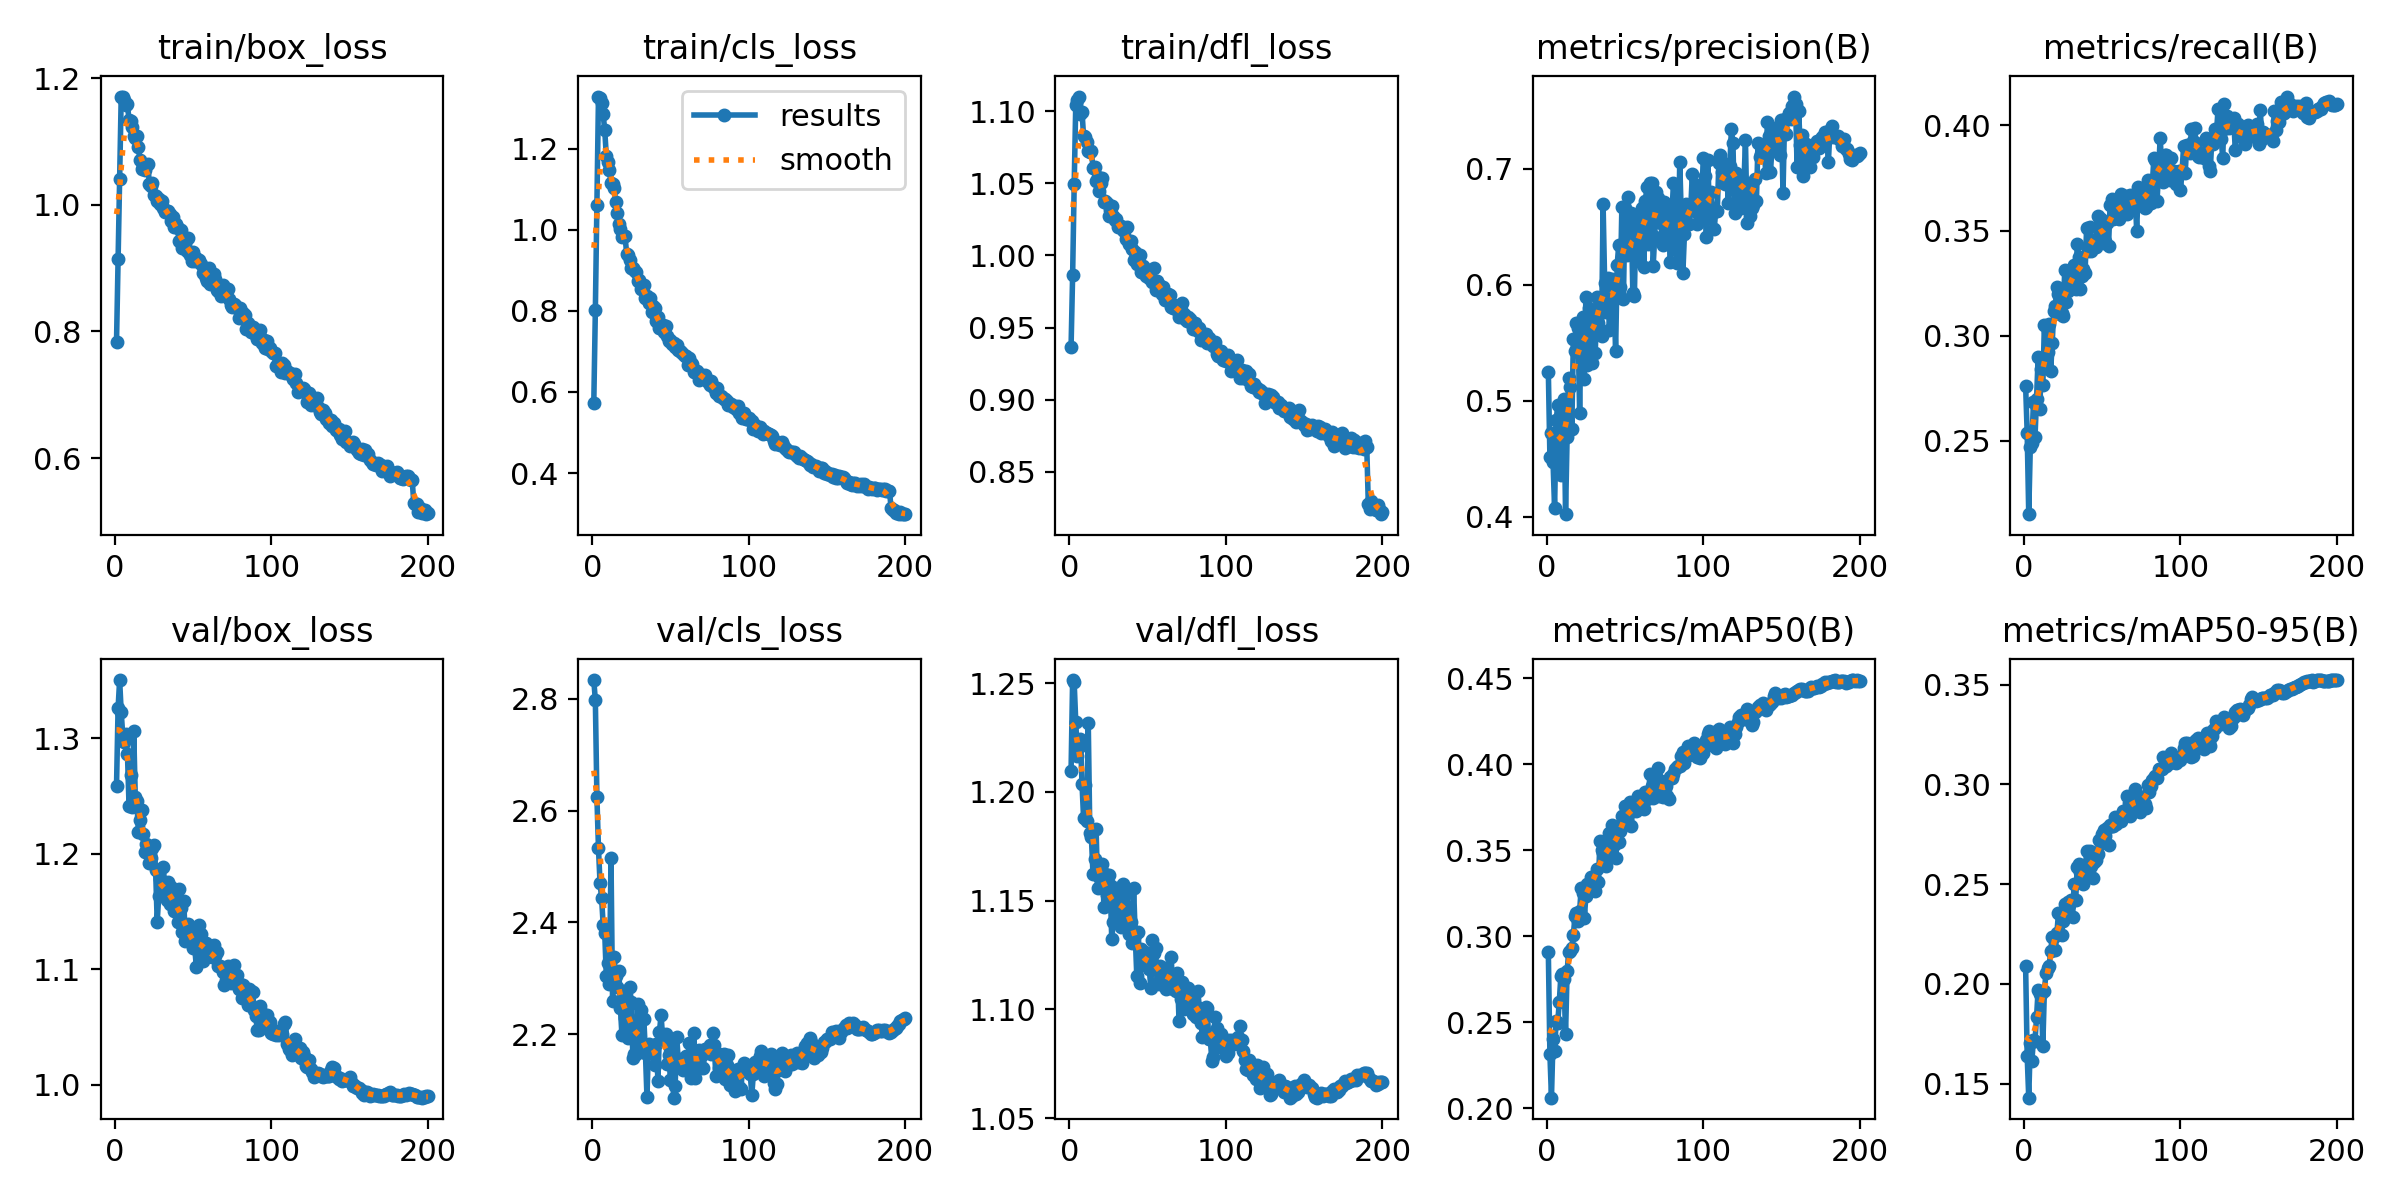 train/box_loss
1.2
1.0
0.8
0.6
0 100 200
train/cls_loss
results
smooth
1.2
1.0
0.8
0.6
0.4
0 100 200
train/dfl_loss
1.10
1.05
1.00
0.95
0.90
0.85
0 100 200
metrics/precision(B)
0.7
0.6
0.5
0.4
0 100 200
metrics/recall(B)
0.40
0.35
0.30
0.25
0 100 200
val/box_loss
1.3
1.2
1.1
1.0
0 100 200
val/cls_loss
2.8
2.6
2.4
2.2
0 100 200
val/dfl_loss
1.25
1.20
1.15
1.10
1.05
0 100 200
metrics/mAP50(B)
0.45
0.40
0.35
0.30
0.25
0.20
0 100 200
metrics/mAP50-95(B)
0.35
0.30
0.25
0.20
0.15
0 100 200